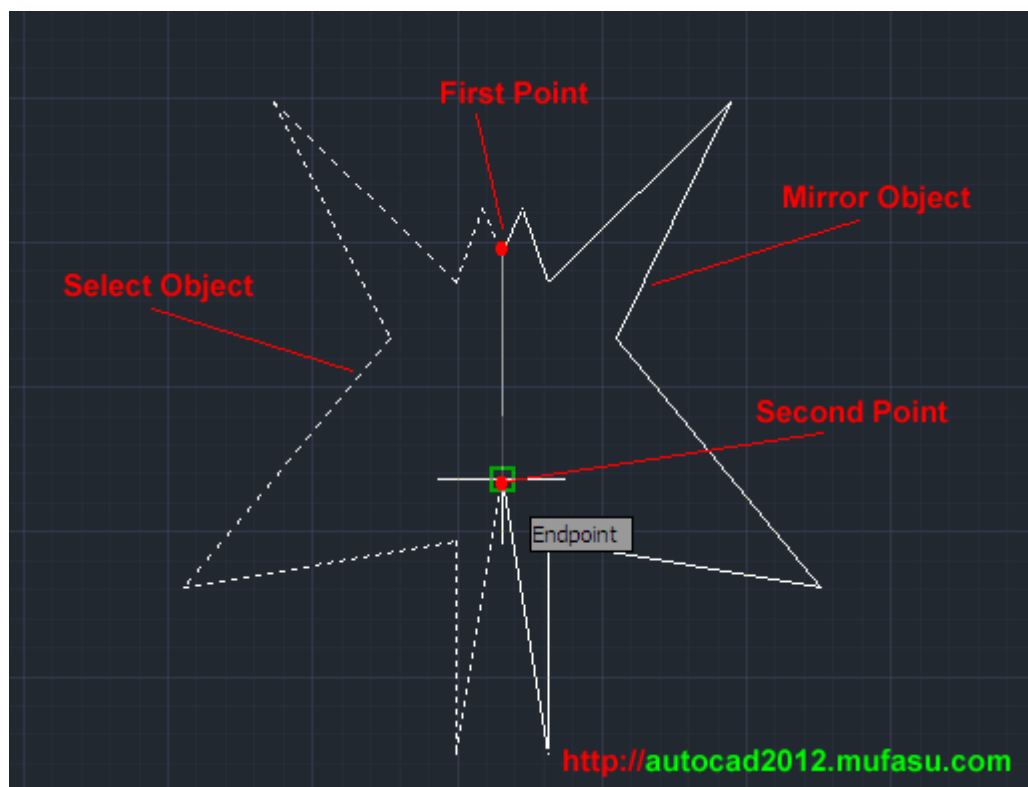 First Point
Mirror Object
Select Object
Second Point
Endpoint
http://autocad2012.mufasu.com